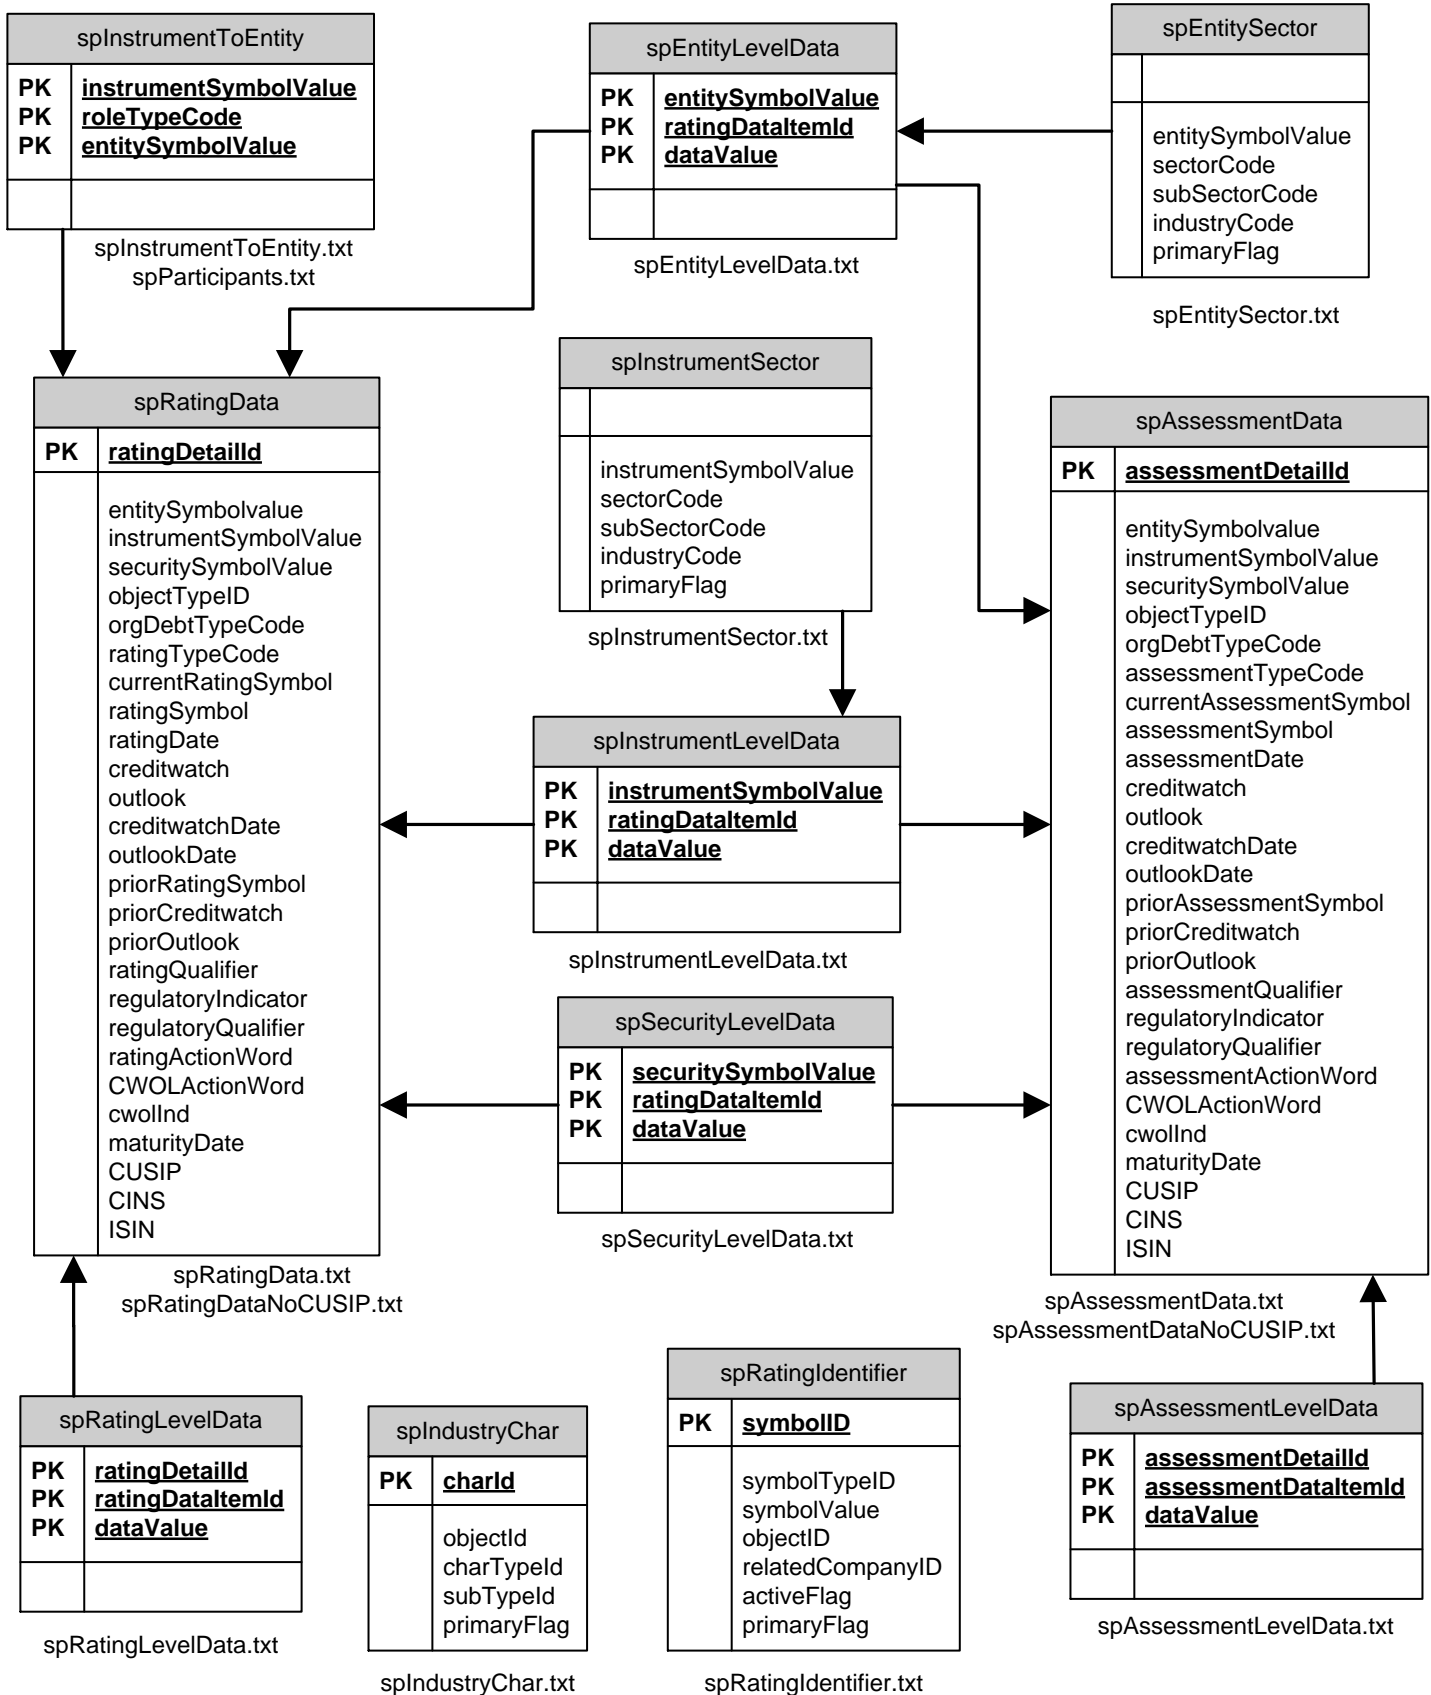 spInstrumentToEntity
PK instrumentSymbolValue
PK roleTypeCode
PK entitySymbolValue
spInstrumentToEntity.txt
spParticipants.txt
spEntityLevelData
PK entitySymbolValue
PK ratingDataItemId
PK dataValue
spEntityLevelData.txt
spEntitySector
entitySymbolValue
sectorCode
subSectorCode
industryCode
primaryFlag
spEntitySector.txt
spRatingData
PK ratingDetailId
entitySymbolvalue
instrumentSymbolValue
securitySymbolValue
objectTypeID
orgDebtTypeCode
ratingTypeCode
currentRatingSymbol
ratingSymbol
ratingDate
creditwatch
outlook
creditwatchDate
outlookDate
priorRatingSymbol
priorCreditwatch
priorOutlook
ratingQualifier
regulatoryIndicator
regulatoryQualifier
ratingActionWord
CWOLActionWord
cwolInd
maturityDate
CUSIP
CINS
ISIN
spRatingData.txt
spRatingDataNoCUSIP.txt
spInstrumentSector
instrumentSymbolValue
sectorCode
subSectorCode
industryCode
primaryFlag
spInstrumentSector.txt
spInstrumentLevelData
PK instrumentSymbolValue
PK ratingDataItemId
PK dataValue
spInstrumentLevelData.txt
spSecurityLevelData
PK securitySymbolValue
PK ratingDataItemId
PK dataValue
spSecurityLevelData.txt
spAssessmentData
PK assessmentDetailId
entitySymbolvalue
instrumentSymbolValue
securitySymbolValue
objectTypeID
orgDebtTypeCode
assessmentTypeCode
currentAssessmentSymbol
assessmentSymbol
assessmentDate
creditwatch
outlook
creditwatchDate
outlookDate
priorAssessmentSymbol
priorCreditwatch
priorOutlook
assessmentQualifier
regulatoryIndicator
regulatoryQualifier
assessmentActionWord
CWOLActionWord
cwolInd
maturityDate
CUSIP
CINS
ISIN
spAssessmentData.txt
spAssessmentDataNoCUSIP.txt
spRatingLevelData
PK ratingDetailId
PK ratingDataItemId
PK dataValue
spRatingLevelData.txt
spIndustryChar
PK charId
objectId
charTypeId
subTypeId
primaryFlag
spIndustryChar.txt
spRatingIdentifier
PK symbolID
symbolTypeID
symbolValue
objectID
relatedCompanyID
activeFlag
primaryFlag
spRatingIdentifier.txt
spAssessmentLevelData
PK assessmentDetailId
PK assessmentDataItemId
PK dataValue
spAssessmentLevelData.txt